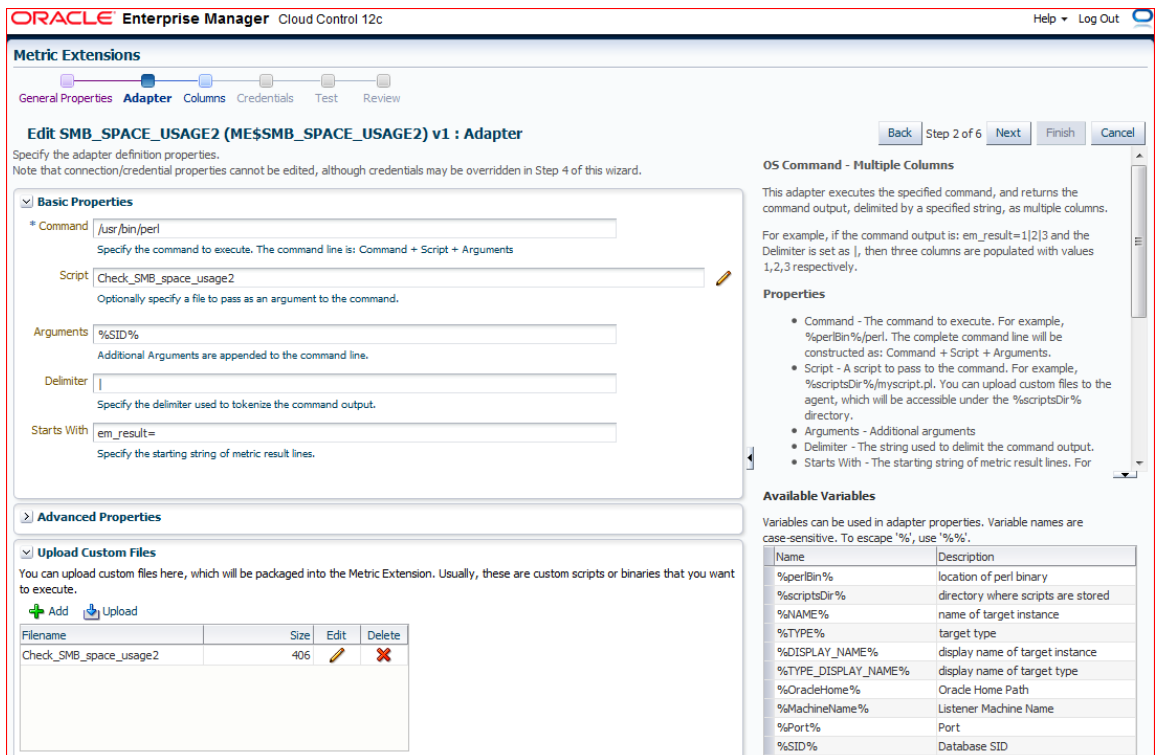 ORACLE Enterprise Manager Cloud Control 12c
Help Log Out
Metric Extensions
General Properties Adapter Columns Credentials Test Review
Edit SMB_SPACE_USAGE2 (ME$SMB_SPACE_USAGE2) v1 : Adapter
Back Step 2 of 6 Next Finish Cancel
Specify the adapter definition properties.
Note that connection/credential properties cannot be edited, although credentials may be overridden in Step 4 of this wizard.
Basic Properties
* Command /usr/bin/perl
Specify the command to execute. The command line is: Command + Script + Arguments
Script Check_SMB_space_usage2
Optionally specify a file to pass as an argument to the command.
Arguments %SID%
Additional Arguments are appended to the command line.
Delimiter |
Specify the delimiter used to tokenize the command output.
Starts With em_result=
Specify the starting string of metric result lines.
Advanced Properties
Upload Custom Files
You can upload custom files here, which will be packaged into the Metric Extension. Usually, these are custom scripts or binaries that you want
to execute.
Add Upload
Filename Size Edit Delete
Check_SMB_space_usage2 406
OS Command - Multiple Columns
This adapter executes the specified command, and returns the
command output, delimited by a specified string, as multiple columns.
For example, if the command output is: em_result=1|2|3 and the
Delimiter is set as |, then three columns are populated with values
1,2,3 respectively.
Properties
• Command - The command to execute. For example,
%perlBin%/perl. The complete command line will be
constructed as: Command + Script + Arguments.
• Script - A script to pass to the command. For example,
%scriptsDir%/myscript.pl. You can upload custom files to the
agent, which will be accessible under the %scriptsDir%
directory.
• Arguments - Additional arguments
• Delimiter - The string used to delimit the command output.
• Starts With - The starting string of metric result lines. For
Available Variables
Variables can be used in adapter properties. Variable names are
case-sensitive. To escape '%', use '%%'.
Name Description
%perlBin% location of perl binary
%scriptsDir% directory where scripts are stored
%NAME% name of target instance
%TYPE% target type
%DISPLAY_NAME% display name of target instance
%TYPE_DISPLAY_NAME% display name of target type
%OracleHome% Oracle Home Path
%MachineName% Listener Machine Name
%Port% Port
%SID% Database SID